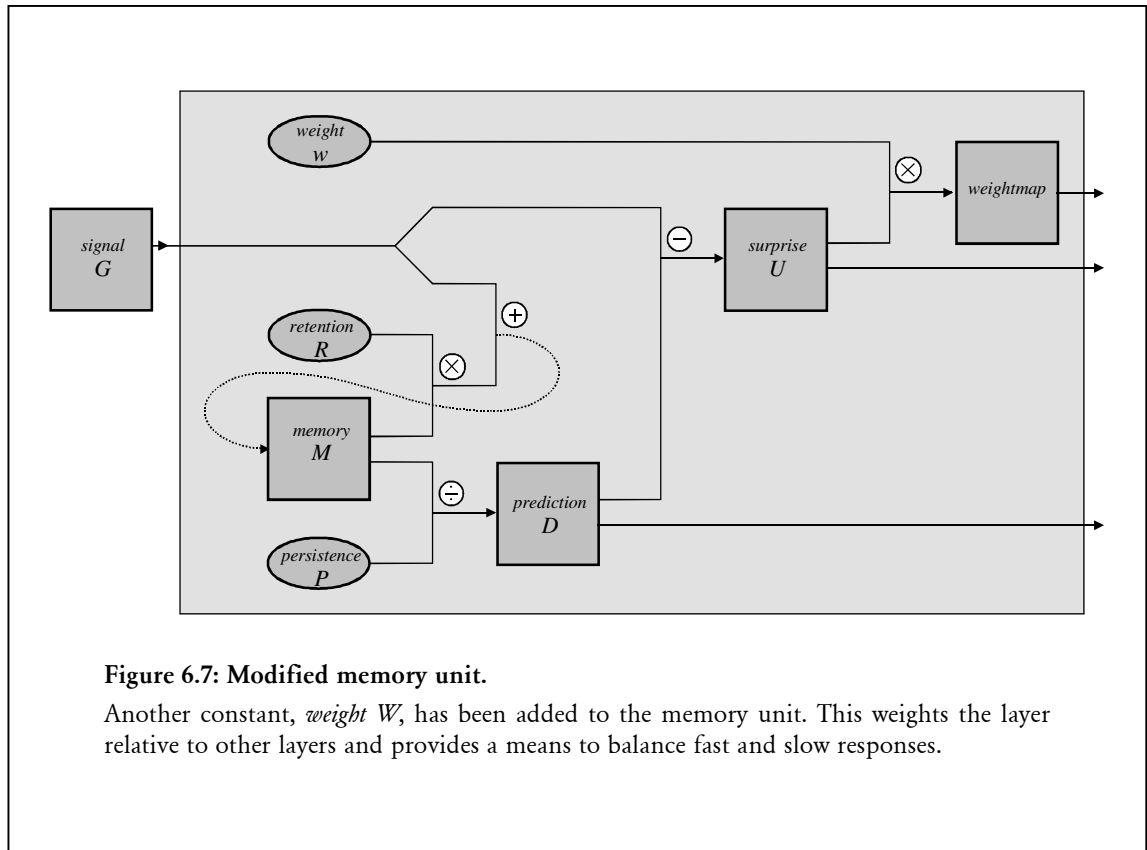 weight
w
×
weightmap
signal
G
−
surprise
U
+
retention
R
×
memory
M
÷
prediction
D
persistence
P
Figure 6.7: Modified memory unit.
Another constant, weight W, has been added to the memory unit. This weights the layer
relative to other layers and provides a means to balance fast and slow responses.